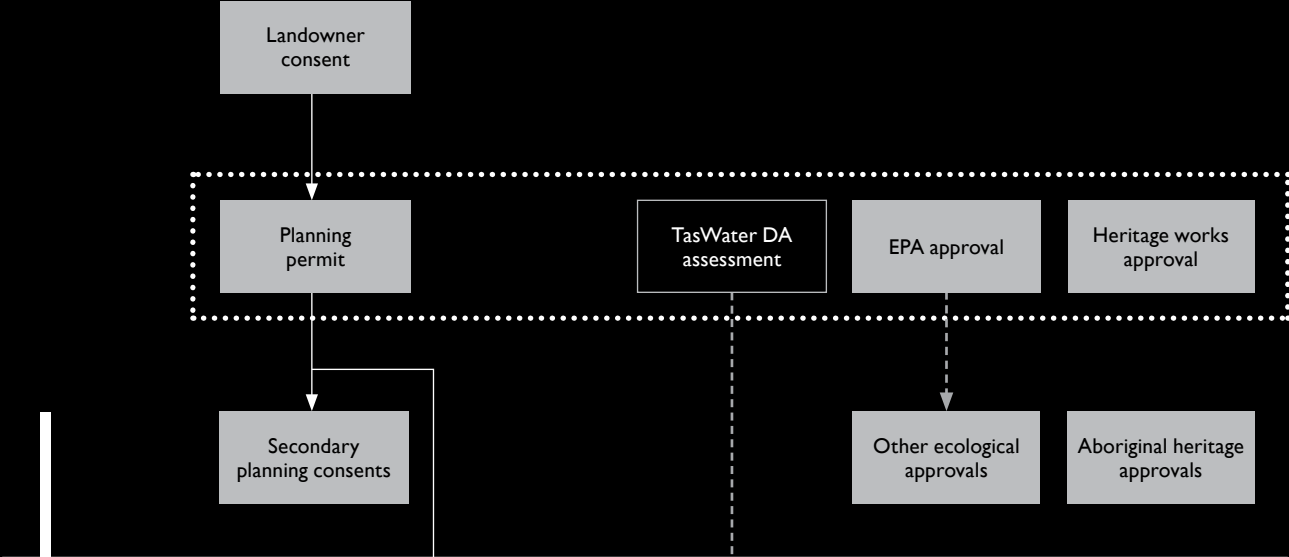 Landowner
consent
Planning
permit
TasWater DA
assessment
EPA approval
Heritage works
approval
Secondary
planning consents
Other ecological
approvals
Aboriginal heritage
approvals